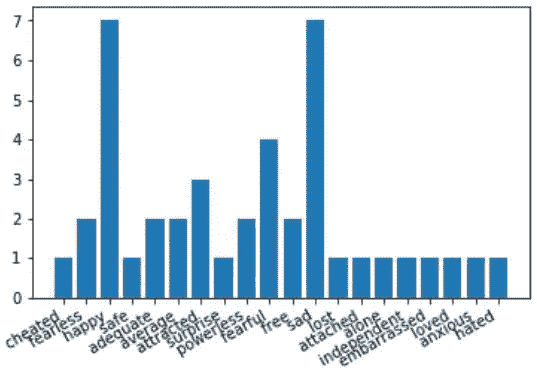 7
6
5
4
3
2
1
0
cheated
fearless
happy
safe
adequate
average
attracted
surprise
powerless
fearful
free
sad
lost
attached
alone
independent
embarrassed
loved
anxious
hated